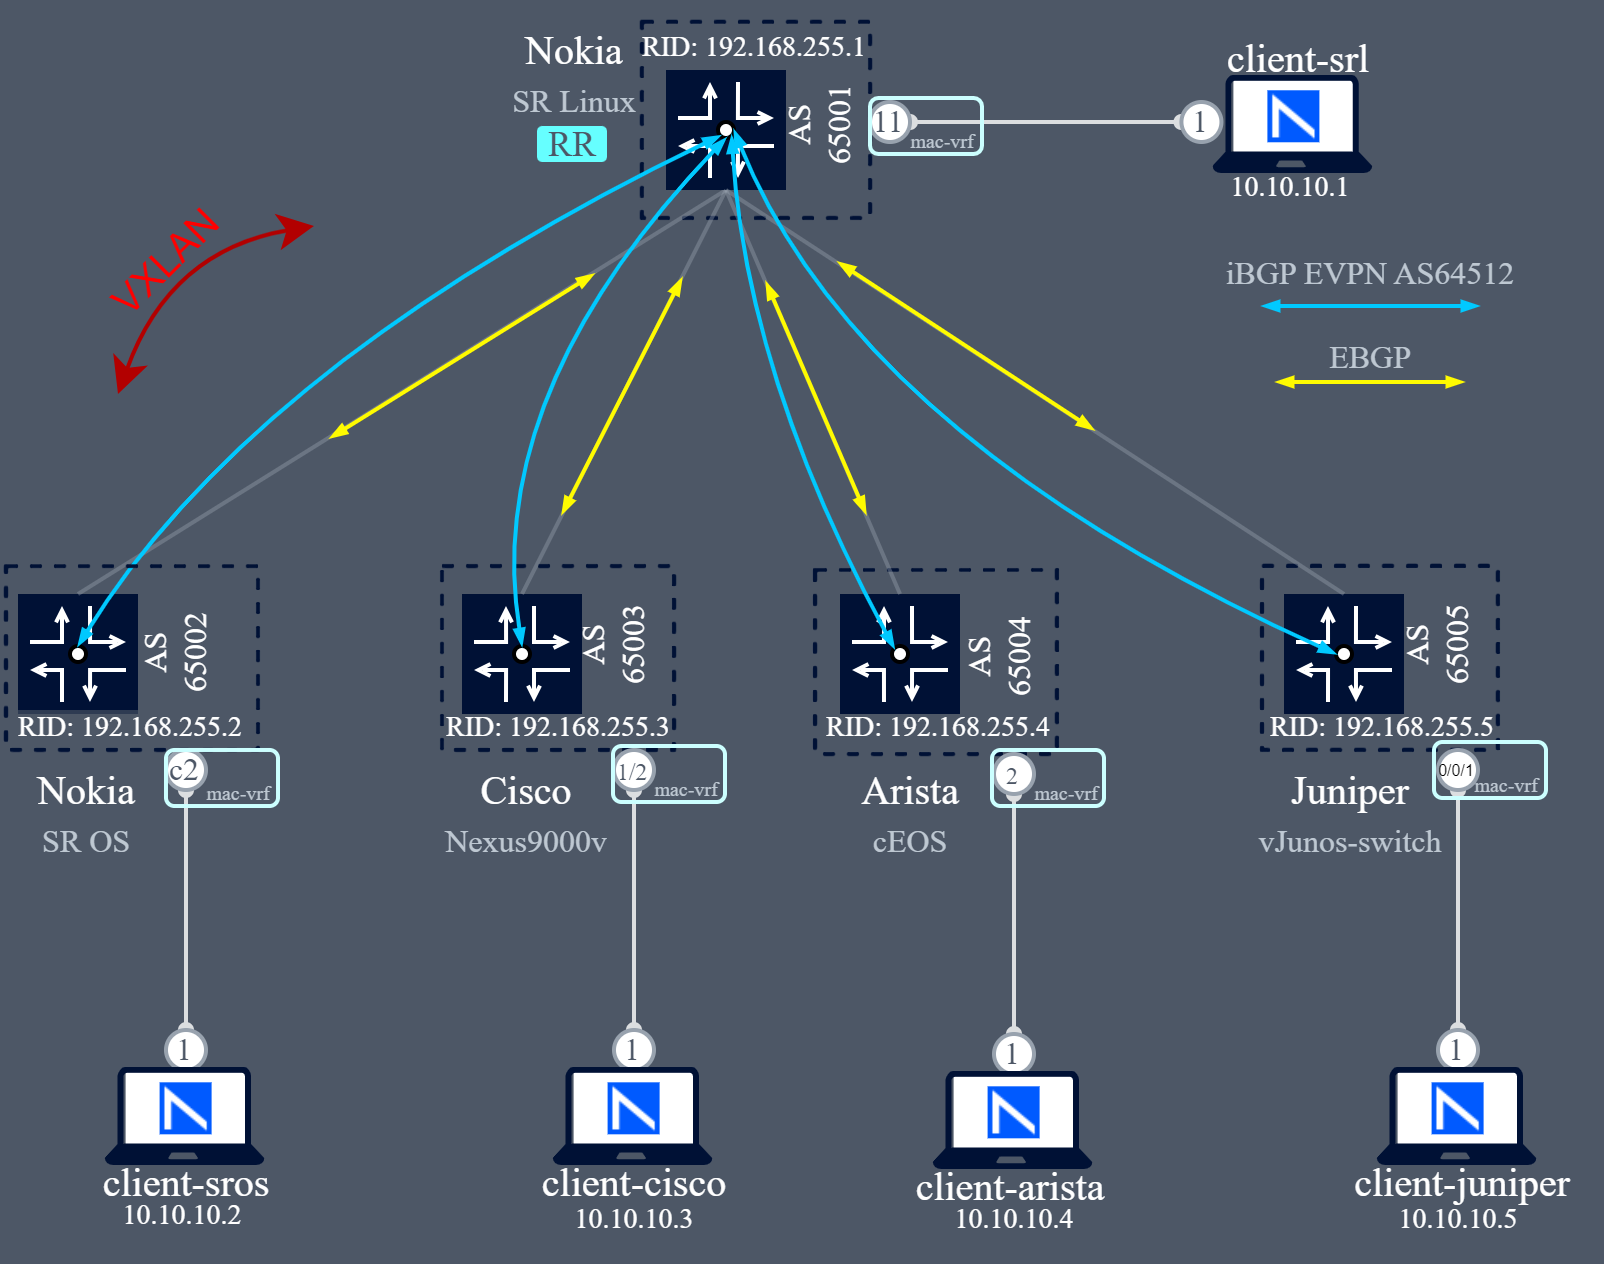 Nokia
SR Linux
RR
RID: 192.168.255.1
AS
65001
11
mac-vrf
1
client-srl
10.10.10.1
VXLAN
iBGP EVPN AS64512
EBGP
AS
65002
RID: 192.168.255.2
c2
mac-vrf
Nokia
SR OS
AS
65003
RID: 192.168.255.3
1/2
mac-vrf
Cisco
Nexus9000v
AS
65004
RID: 192.168.255.4
2
mac-vrf
Arista
cEOS
AS
65005
RID: 192.168.255.5
0/0/1
mac-vrf
Juniper
vJunos-switch
1
client-sros
10.10.10.2
1
client-cisco
10.10.10.3
1
client-arista
10.10.10.4
1
client-juniper
10.10.10.5